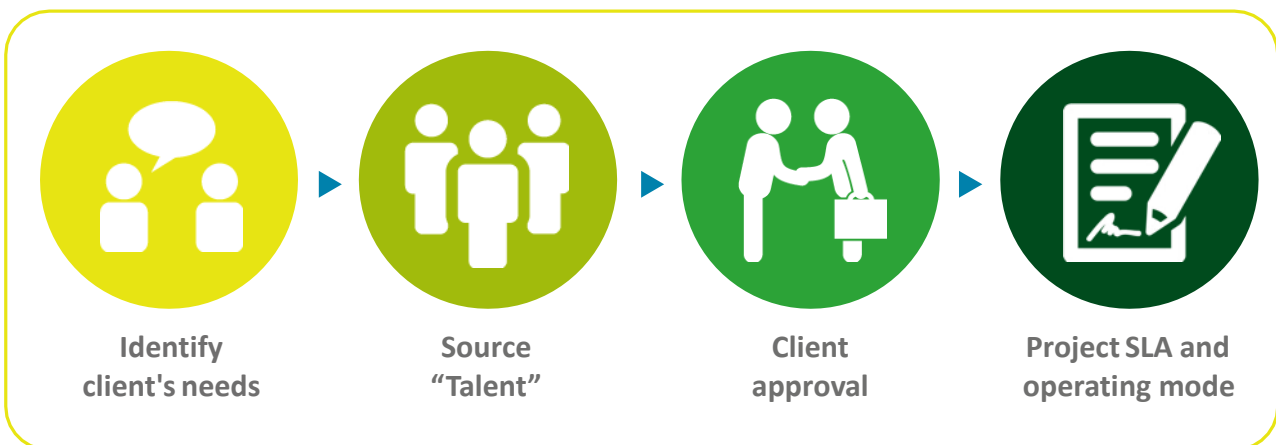 Identify
client's needs
Source
“Talent”
Client
approval
Project SLA and
operating mode